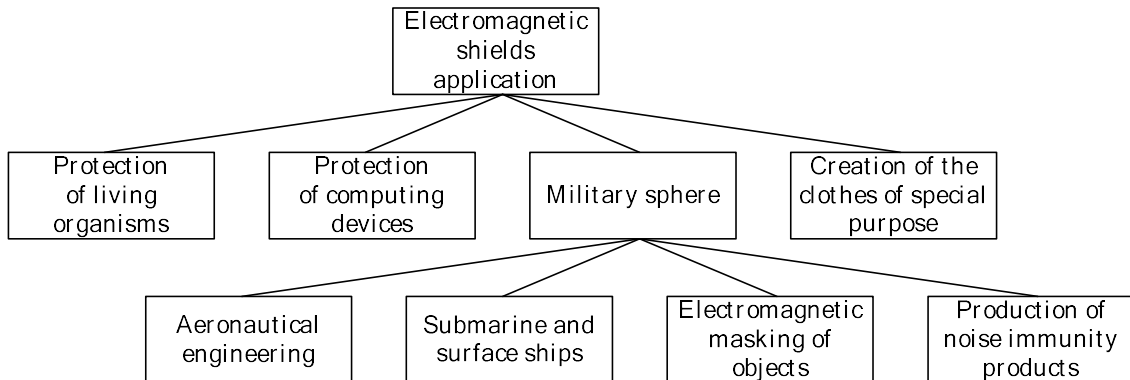 Electromagnetic
shields
application
Protection
of living
organisms
Protection
of computing
devices
Military sphere
Creation of the
clothes of special
purpose
Aeronautical
engineering
Submarine and
surface ships
Electromagnetic
masking of
objects
Production of
noise immunity
products